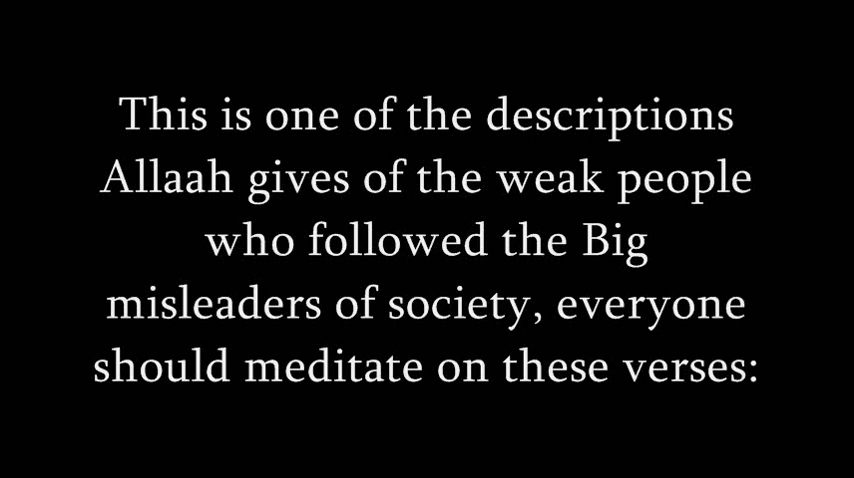 This is one of the descriptions
Allaah gives of the weak people
who followed the Big
misleaders of society, everyone
should meditate on these verses: